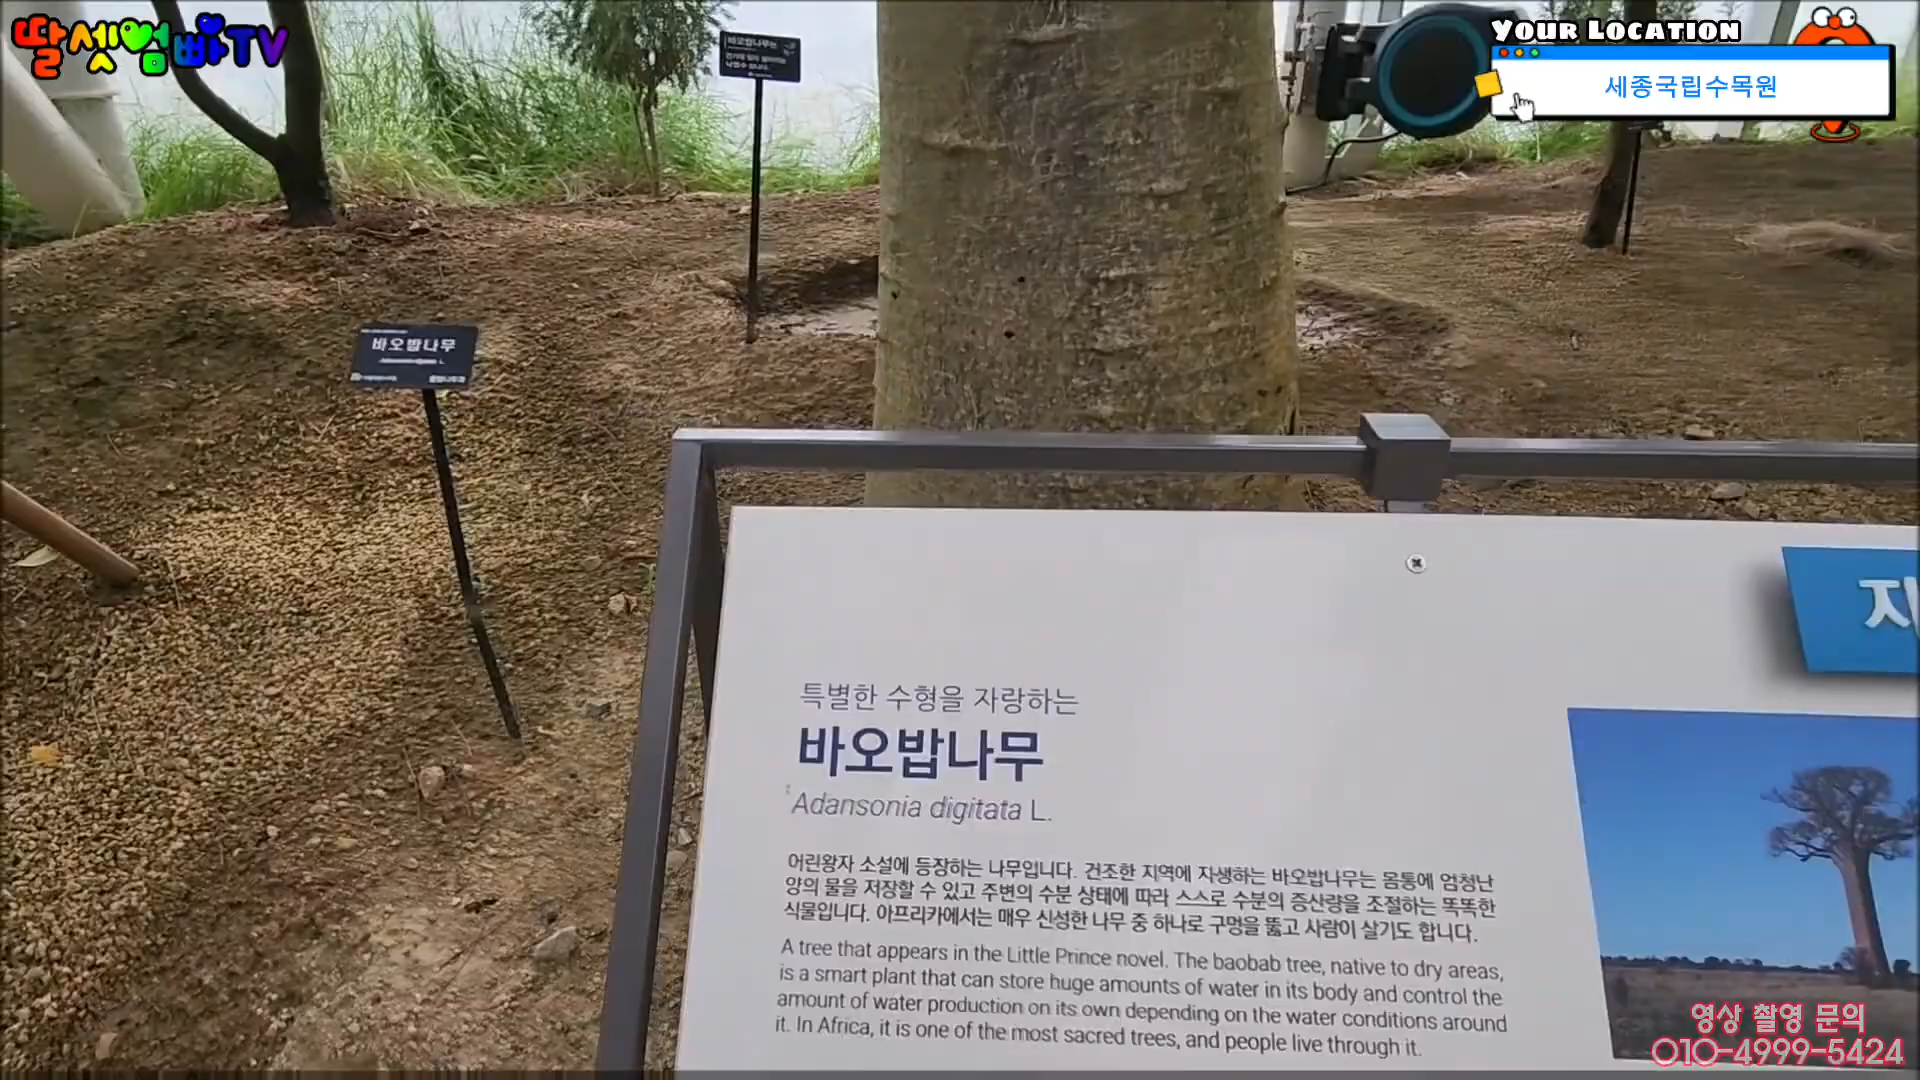 딸셋엄빠TV
YOUR LOCATION
세종국립수목원
바오밥나무는
바오밥나무
특별한 수형을 자랑하는
바오밥나무
Adansonia digitata L.
어린왕자 소설에 등장하는 나무입니다. 건조한 지역에 자생하는 바오밥나무는 몸통에 엄청난
양의 물을 저장할 수 있고 주변의 수분 상태에 따라 스스로 수분의 증산량을 조절하는 똑똑한
식물입니다. 아프리카에서는 매우 신성한 나무 중 하나로 구멍을 뚫고 사람이 살기도 합니다.
A tree that appears in the Little Prince novel. The baobab tree, native to dry areas,
is a smart plant that can store huge amounts of water in its body and control the
amount of water production on its own depending on the water conditions around
it. In Africa, it is one of the most sacred trees, and people live through it.
영상 촬영 문의
010-4999-5424